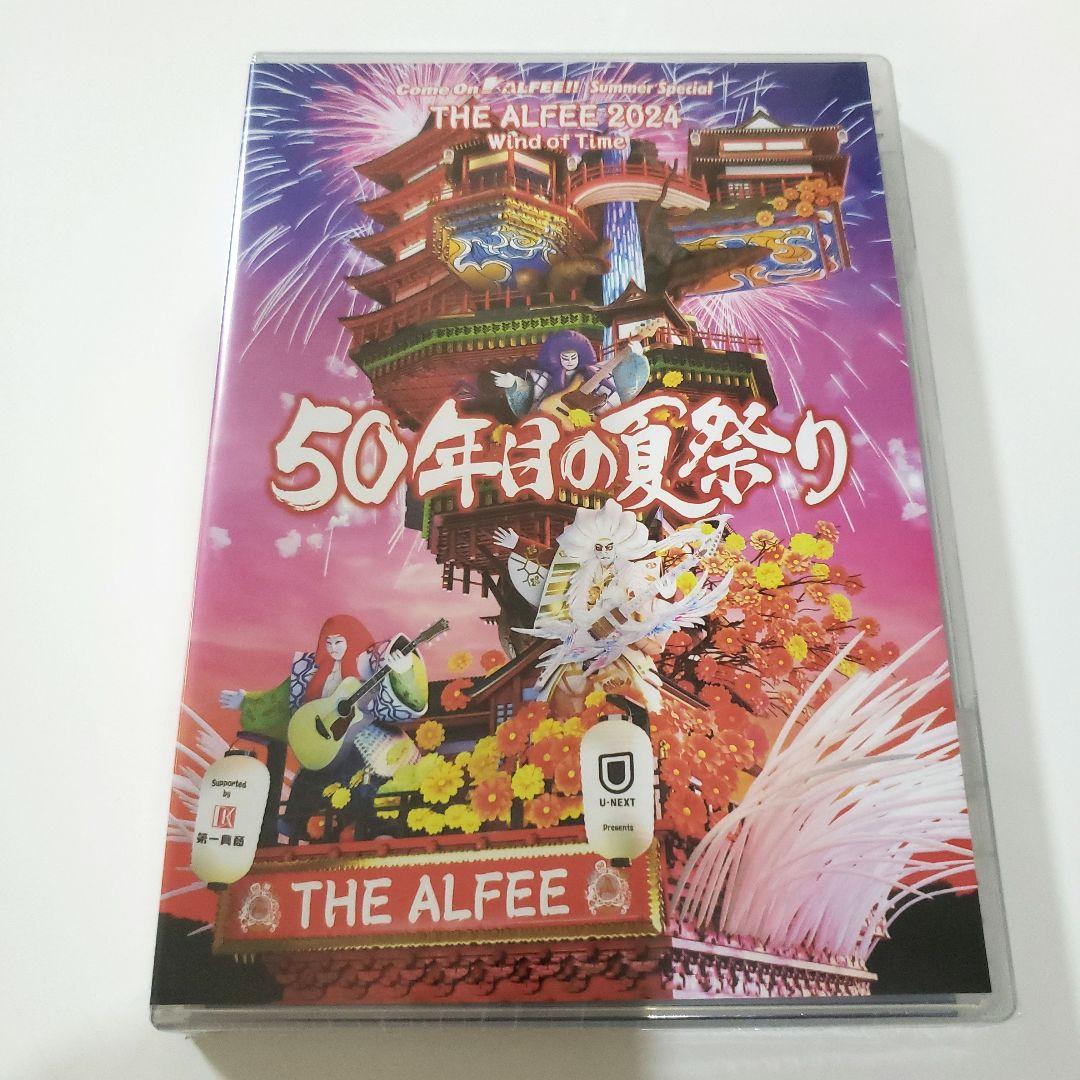 Come On! ALFEE!! Summer Special
THE ALFEE 2024
Wind of Time
50年目の夏祭り
Supported
by
DK
第一興商
U-NEXT
Presents
THE ALFEE